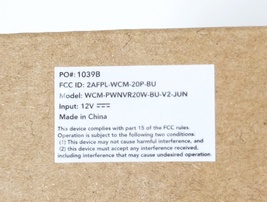 PO#: 1039B
FCC ID: 2AFPL-WCM-20P-BU
Model: WCM-PWNVR20W-BU-V2-JUN
Input: 12V ⎓
Made in China
This device complies with part 15 of the FCC rules
Operation is subject to the following two conditions:
(1) This device may not cause harmful interference, and
(2) this device must accept any interference received,
including interference that may cause undesired operation.